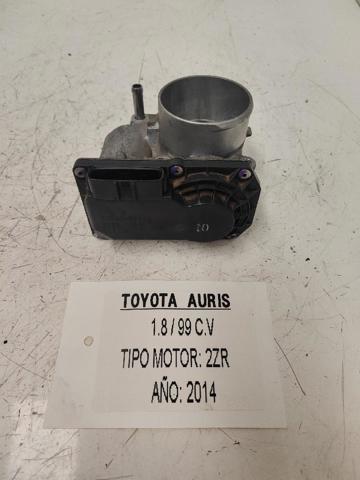 TOYOTA AURIS
1.8 / 99 C.V
TIPO MOTOR: 2ZR
AÑO: 2014